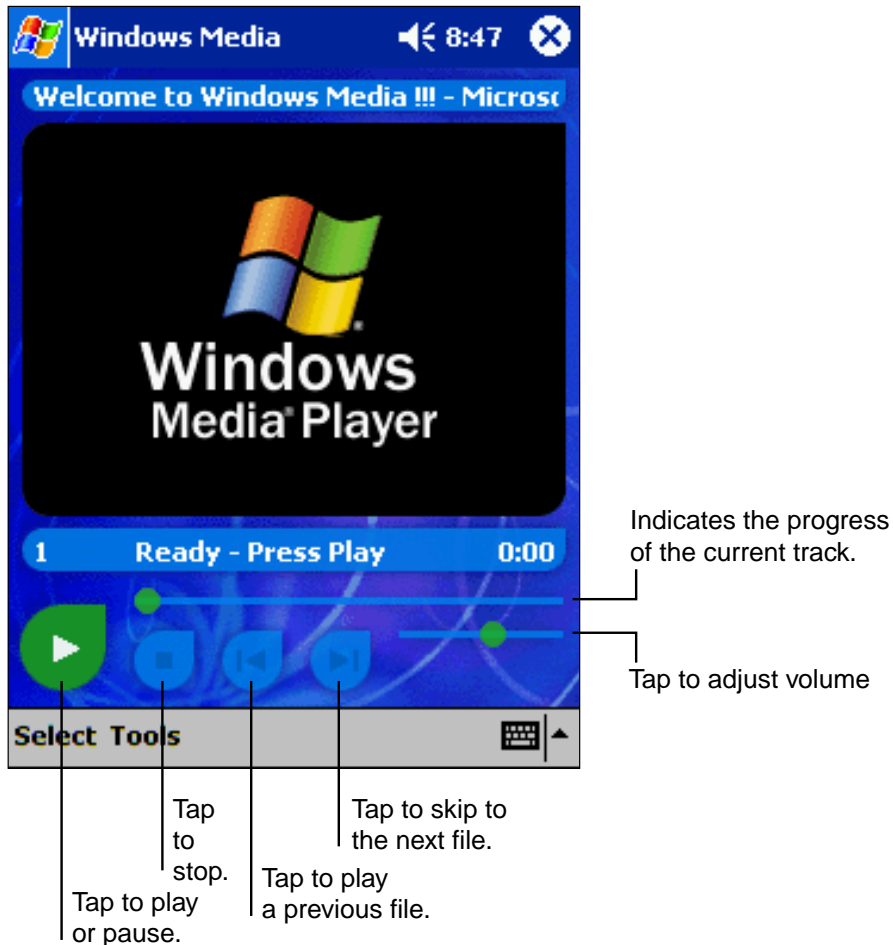 Windows Media 8:47
Welcome to Windows Media !!! - Microso
Windows
Media® Player
1 Ready - Press Play 0:00
Indicates the progress
of the current track.
Tap to adjust volume
Select Tools
Tap
to
stop.
Tap to skip to
the next file.
Tap to play
a previous file.
Tap to play
or pause.